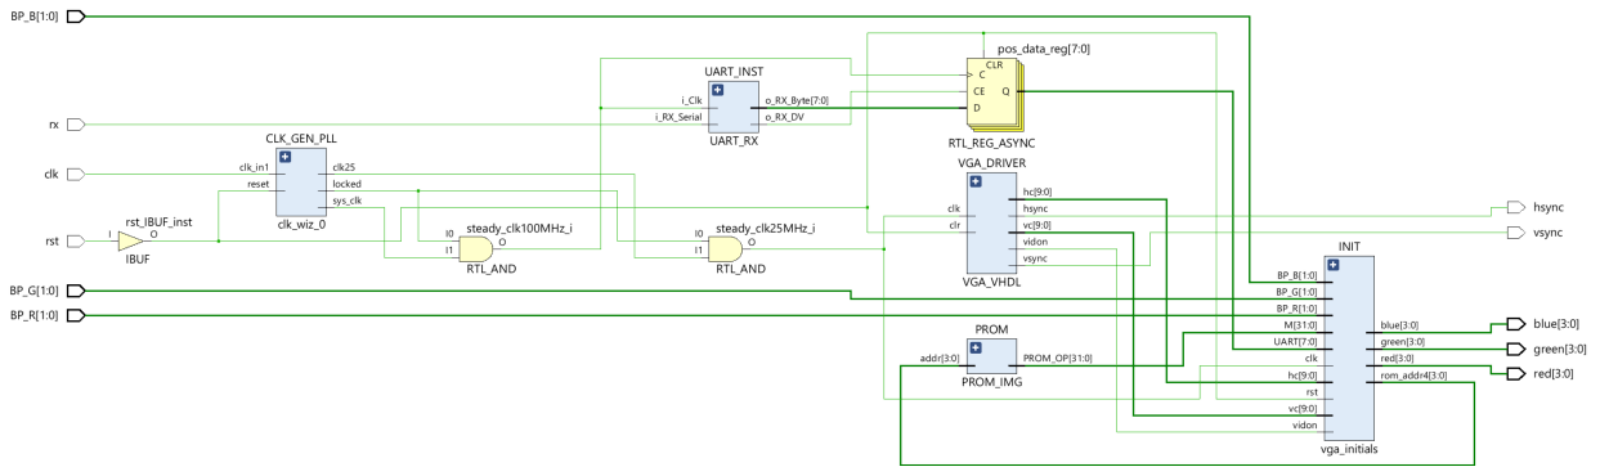 BP_B[1:0]
pos_data_reg[7:0]
CLR
C
CE
Q
D
RTL_REG_ASYNC
UART_INST
i_Clk
o_RX_Byte[7:0]
i_RX_Serial
o_RX_DV
UART_RX
rx
CLK_GEN_PLL
clk_in1
clk25
reset
locked
sys_clk
clk_wiz_0
clk
rst_IBUF_inst
rst
I
O
IBUF
steady_clk100MHz_i
I0
O
I1
RTL_AND
steady_clk25MHz_i
I0
O
I1
RTL_AND
VGA_DRIVER
hc[9:0]
clk
hsync
clr
vc[9:0]
vidon
vsync
VGA_VHDL
hsync
vsync
BP_G[1:0]
BP_R[1:0]
PROM
addr[3:0]
PROM_OP[31:0]
PROM_IMG
INIT
BP_B[1:0]
BP_G[1:0]
BP_R[1:0]
M[31:0]
blue[3:0]
UART[7:0]
green[3:0]
clk
red[3:0]
hc[9:0]
rom_addr4[3:0]
rst
vc[9:0]
vidon
vga_initials
blue[3:0]
green[3:0]
red[3:0]